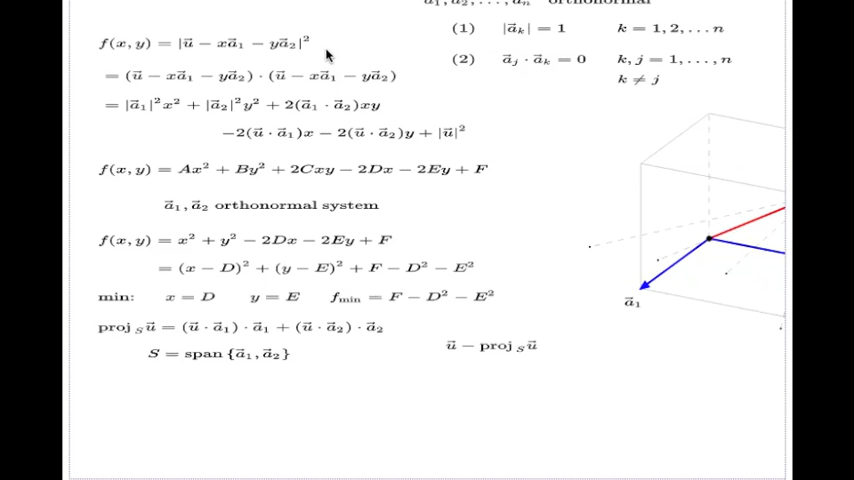 a⃗₁, a⃗₂, . . . , a⃗ₙ orthonormal
(1) |a⃗ₖ| = 1 k = 1, 2, . . . n
(2) a⃗ⱼ · a⃗ₖ = 0 k, j = 1, . . . , n
k ≠ j
f(x, y) = |u⃗ − xa⃗₁ − ya⃗₂|²
= (u⃗ − xa⃗₁ − ya⃗₂) · (u⃗ − xa⃗₁ − ya⃗₂)
= |a⃗₁|²x² + |a⃗₂|²y² + 2(a⃗₁ · a⃗₂)xy
−2(u⃗ · a⃗₁)x − 2(u⃗ · a⃗₂)y + |u⃗|²
f(x, y) = Ax² + By² + 2Cxy − 2Dx − 2Ey + F
a⃗₁, a⃗₂ orthonormal system
f(x, y) = x² + y² − 2Dx − 2Ey + F
= (x − D)² + (y − E)² + F − D² − E²
min: x = D y = E f_min = F − D² − E²
proj_S u⃗ = (u⃗ · a⃗₁) · a⃗₁ + (u⃗ · a⃗₂) · a⃗₂
S = span {a⃗₁, a⃗₂}
u⃗ − proj_S u⃗
a⃗₁